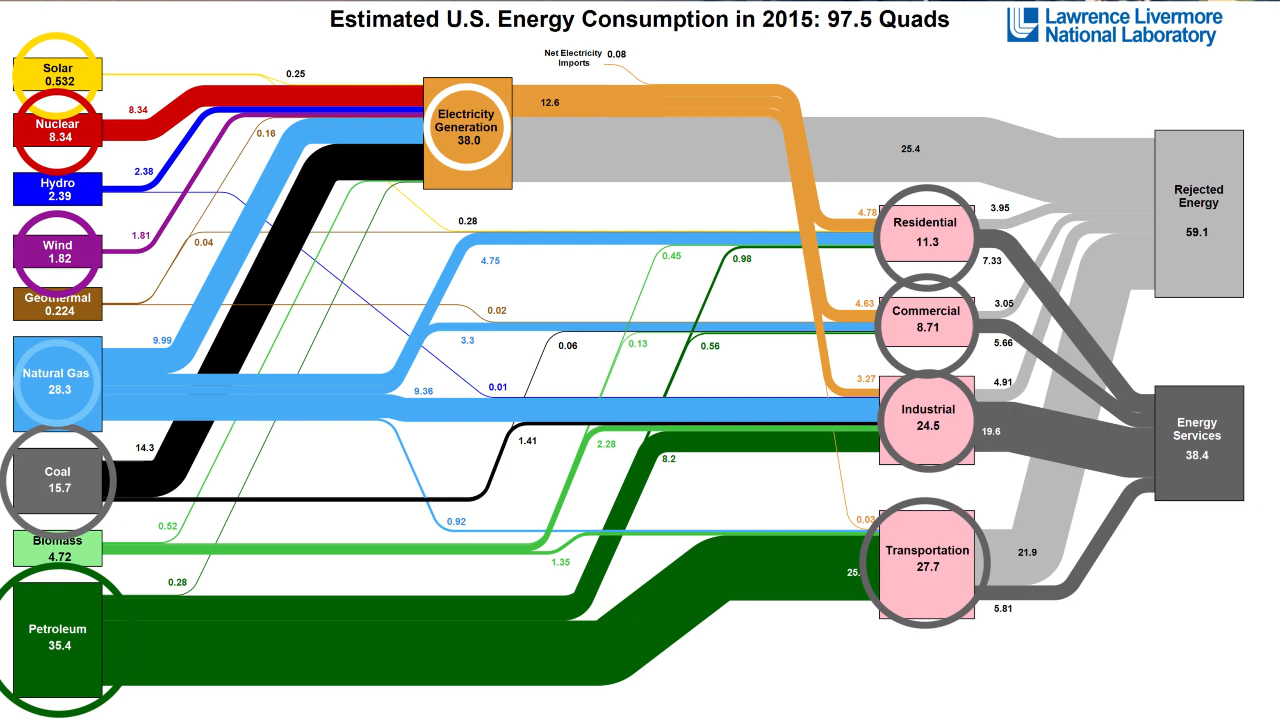 Estimated U.S. Energy Consumption in 2015: 97.5 Quads
Lawrence Livermore
National Laboratory
Net Electricity
Imports
0.08
Solar
0.532
0.25
Nuclear
8.34
8.34
Hydro
2.39
2.38
Wind
1.82
1.81
Geothermal
0.224
0.16
0.04
Natural Gas
28.3
9.99
Coal
15.7
14.3
Biomass
4.72
0.52
Petroleum
35.4
0.28
Electricity
Generation
38.0
12.6
25.4
0.28
4.75
0.45
0.98
0.02
3.3
0.06
0.13
0.56
0.01
9.36
1.41
2.28
8.2
0.92
1.35
4.78
4.63
3.27
0.03
25.
Residential
11.3
Commercial
8.71
Industrial
24.5
Transportation
27.7
3.95
7.33
3.05
5.66
4.91
19.6
21.9
5.81
Rejected
Energy
59.1
Energy
Services
38.4